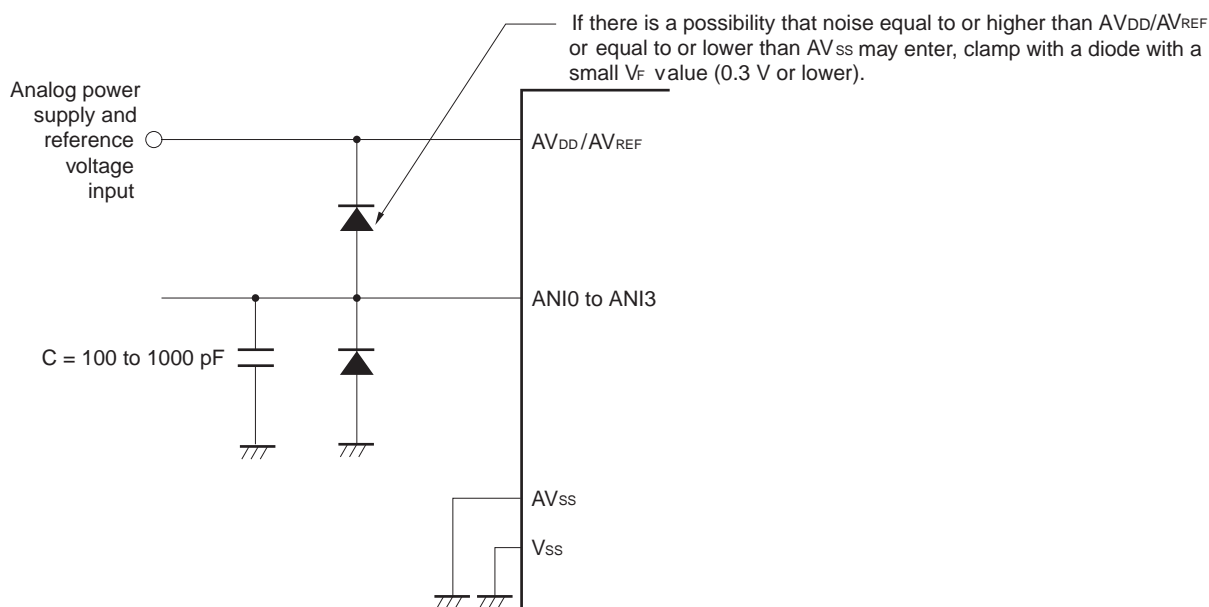 If there is a possibility that noise equal to or higher than AVDD/AVREF
or equal to or lower than AVSS may enter, clamp with a diode with a
small VF value (0.3 V or lower).
Analog power
supply and
reference
voltage
input
AVDD/AVREF
ANI0 to ANI3
C = 100 to 1000 pF
AVSS
VSS